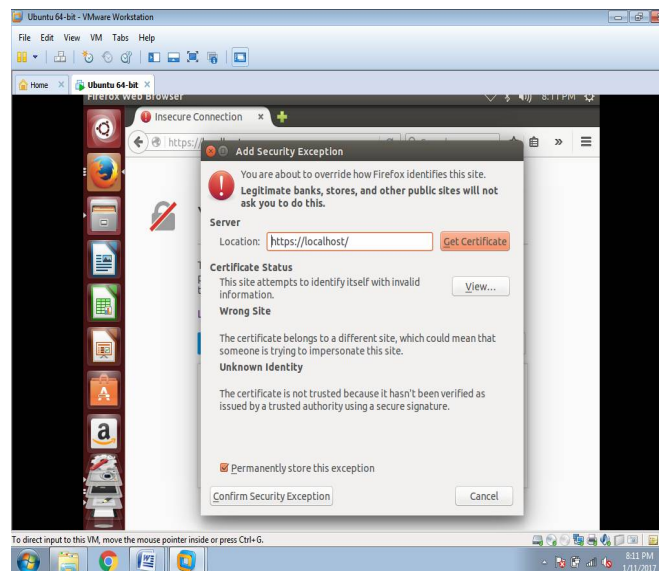 Ubuntu 64-bit - VMware Workstation
File Edit View VM Tabs Help
Home
Ubuntu 64-bit
Firefox Web Browser
8:11 PM
Insecure Connection
https://
Add Security Exception
You are about to override how Firefox identifies this site.
Legitimate banks, stores, and other public sites will not
ask you to do this.
Server
Location: https://localhost/ Get Certificate
Certificate Status
This site attempts to identify itself with invalid
information.
View...
Wrong Site
The certificate belongs to a different site, which could mean that
someone is trying to impersonate this site.
Unknown Identity
The certificate is not trusted because it hasn't been verified as
issued by a trusted authority using a secure signature.
Permanently store this exception
Confirm Security Exception Cancel
To direct input to this VM, move the mouse pointer inside or press Ctrl+G.
8:11 PM
1/11/2017